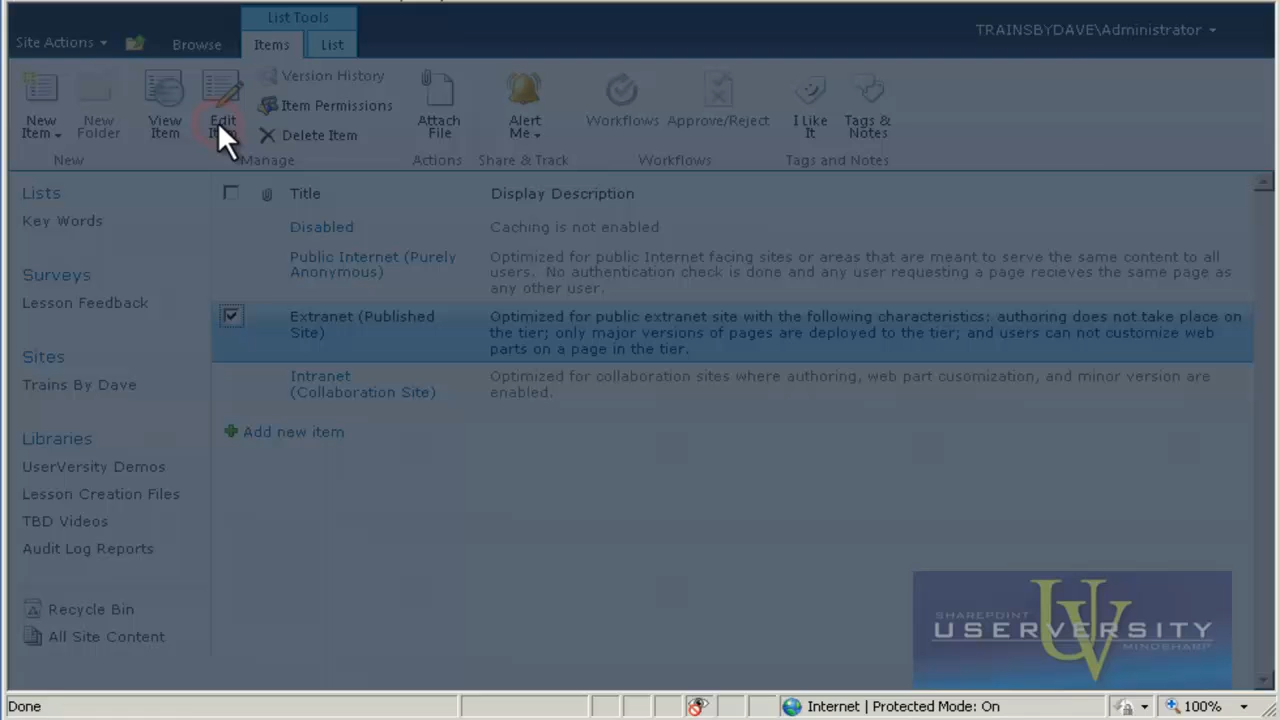 List Tools
Site Actions
Browse
Items
List
TRAINSBYDAVE\Administrator
New
Item
New
Folder
View
Item
Edit
Version History
Item Permissions
Delete Item
Attach
File
Alert
Me
Workflows
Approve/Reject
I Like
It
Tags &
Notes
New
Manage
Actions
Share & Track
Workflows
Tags and Notes
Lists
Key Words
Surveys
Lesson Feedback
Sites
Trains By Dave
Libraries
UserVersity Demos
Lesson Creation Files
TBD Videos
Audit Log Reports
Recycle Bin
All Site Content
Title
Display Description
Disabled
Caching is not enabled
Public Internet (Purely
Anonymous)
Optimized for public Internet facing sites or areas that are meant to serve the same content to all
users. No authentication check is done and any user requesting a page recieves the same page as
any other user.
Extranet (Published
Site)
Optimized for public extranet site with the following characteristics: authoring does not take place on
the tier; only major versions of pages are deployed to the tier; and users can not customize web
parts on a page in the tier.
Intranet
(Collaboration Site)
Optimized for collaboration sites where authoring, web part cusomization, and minor version are
enabled.
Add new item
UV
SHAREPOINT
USERVERSITY
MINDSHARP
Done
Internet | Protected Mode: On
100%